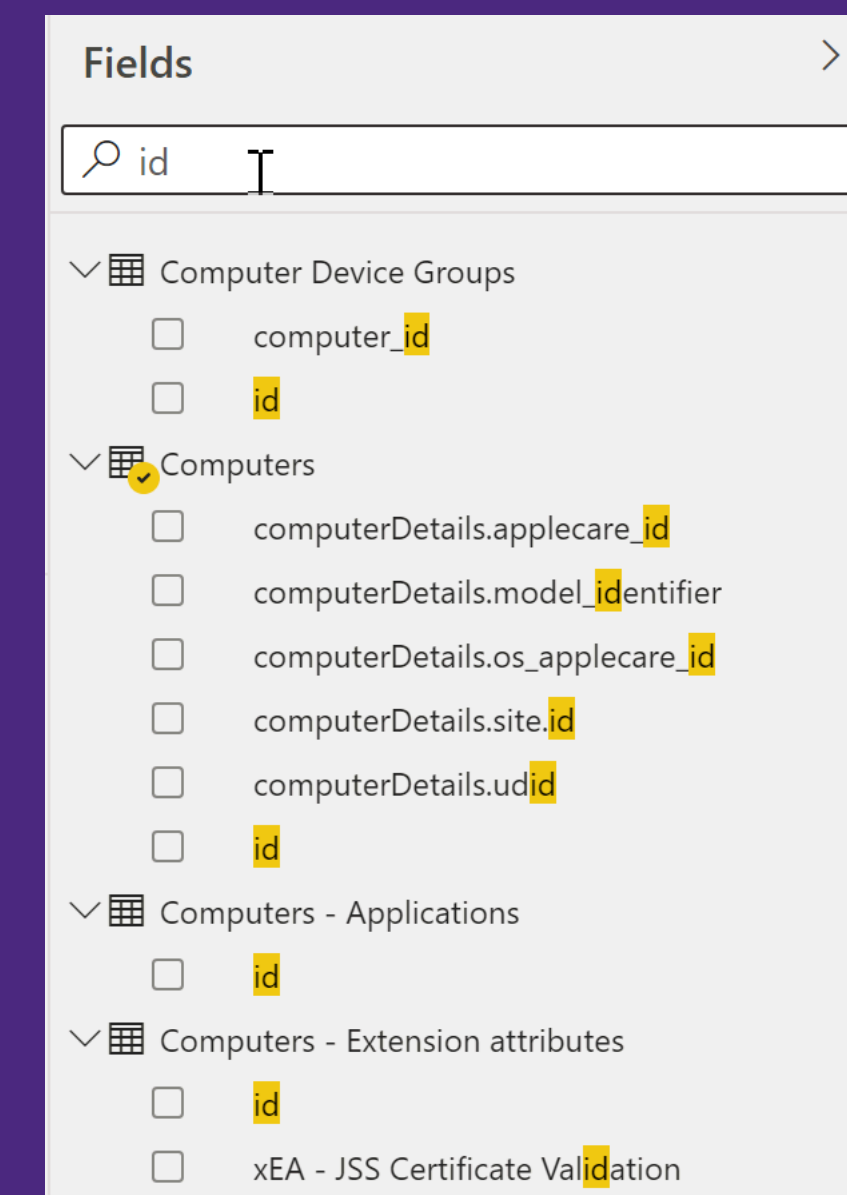 Fields
id
Computer Device Groups
computer_id
id
Computers
computerDetails.applecare_id
computerDetails.model_identifier
computerDetails.os_applecare_id
computerDetails.site.id
computerDetails.udid
id
Computers - Applications
id
Computers - Extension attributes
id
xEA - JSS Certificate Validation